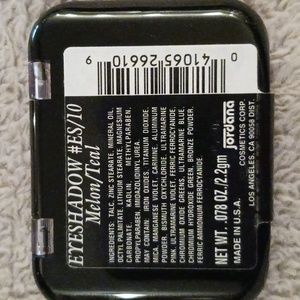 0 41065 26610 9
EYESHADOW #ES/10
Melon/Teal
INGREDIENTS: TALC, ZINC STEARATE, MINERAL OIL,
OCTYL PALMITATE, LITHIUM STEARATE, MAGNESIUM
CARBONATE, KAOLIN, METHYLPARABEN,
PROPYLPARABEN, IMIDAZOLIDINYL UREA.
MAY CONTAIN: IRON OXIDES, TITANIUM DIOXIDE,
MICA, MANGANESE VIOLET, CARMINE, ALUMINUM
POWDER, BISMUTH OXYCHLORIDE, ULTRAMARINE
PINK, ULTRAMARINE VIOLET, FERRIC FERROCYANIDE,
CHROMIUM OXIDE GREENS, ULTRAMARINE BLUE,
CHROMIUM HYDROXIDE GREEN, BRONZE POWDER,
FERRIC AMMONIUM FERROCYANIDE.
NET WT. .078 OZ./2.2gm
MADE IN U.S.A.
jordana
COSMETICS CORP.
LOS ANGELES, CA 90058 DIST.